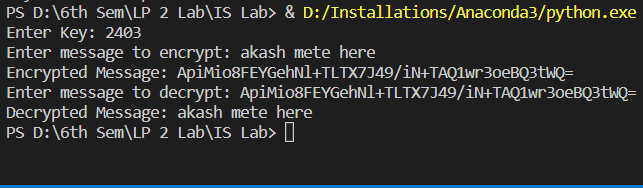 PS D:\6th Sem\LP 2 Lab\IS Lab> & D:/Installations/Anaconda3/python.exe
Enter Key: 2403
Enter message to encrypt: akash mete here
Encrypted Message: ApiMio8FEYGehNl+TLTX7J49/iN+TAQ1wr3oeBQ3tWQ=
Enter message to decrypt: ApiMio8FEYGehNl+TLTX7J49/iN+TAQ1wr3oeBQ3tWQ=
Decrypted Message: akash mete here
PS D:\6th Sem\LP 2 Lab\IS Lab>